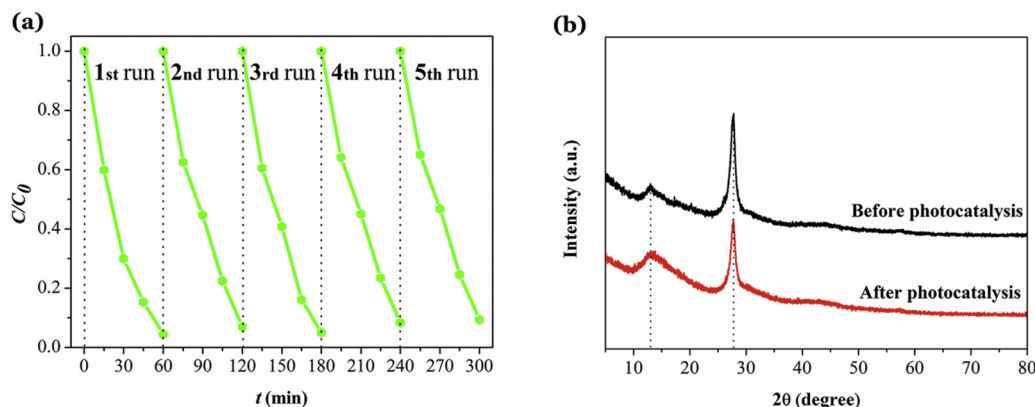 (a)
1st run 2nd run 3rd run 4th run 5th run
1.0
0.8
0.6
0.4
0.2
0.0
C/C0
0 30 60 90 120 150 180 210 240 270 300
t (min)
(b)
Before photocatalysis
After photocatalysis
Intensity (a.u.)
10 20 30 40 50 60 70 80
2θ (degree)